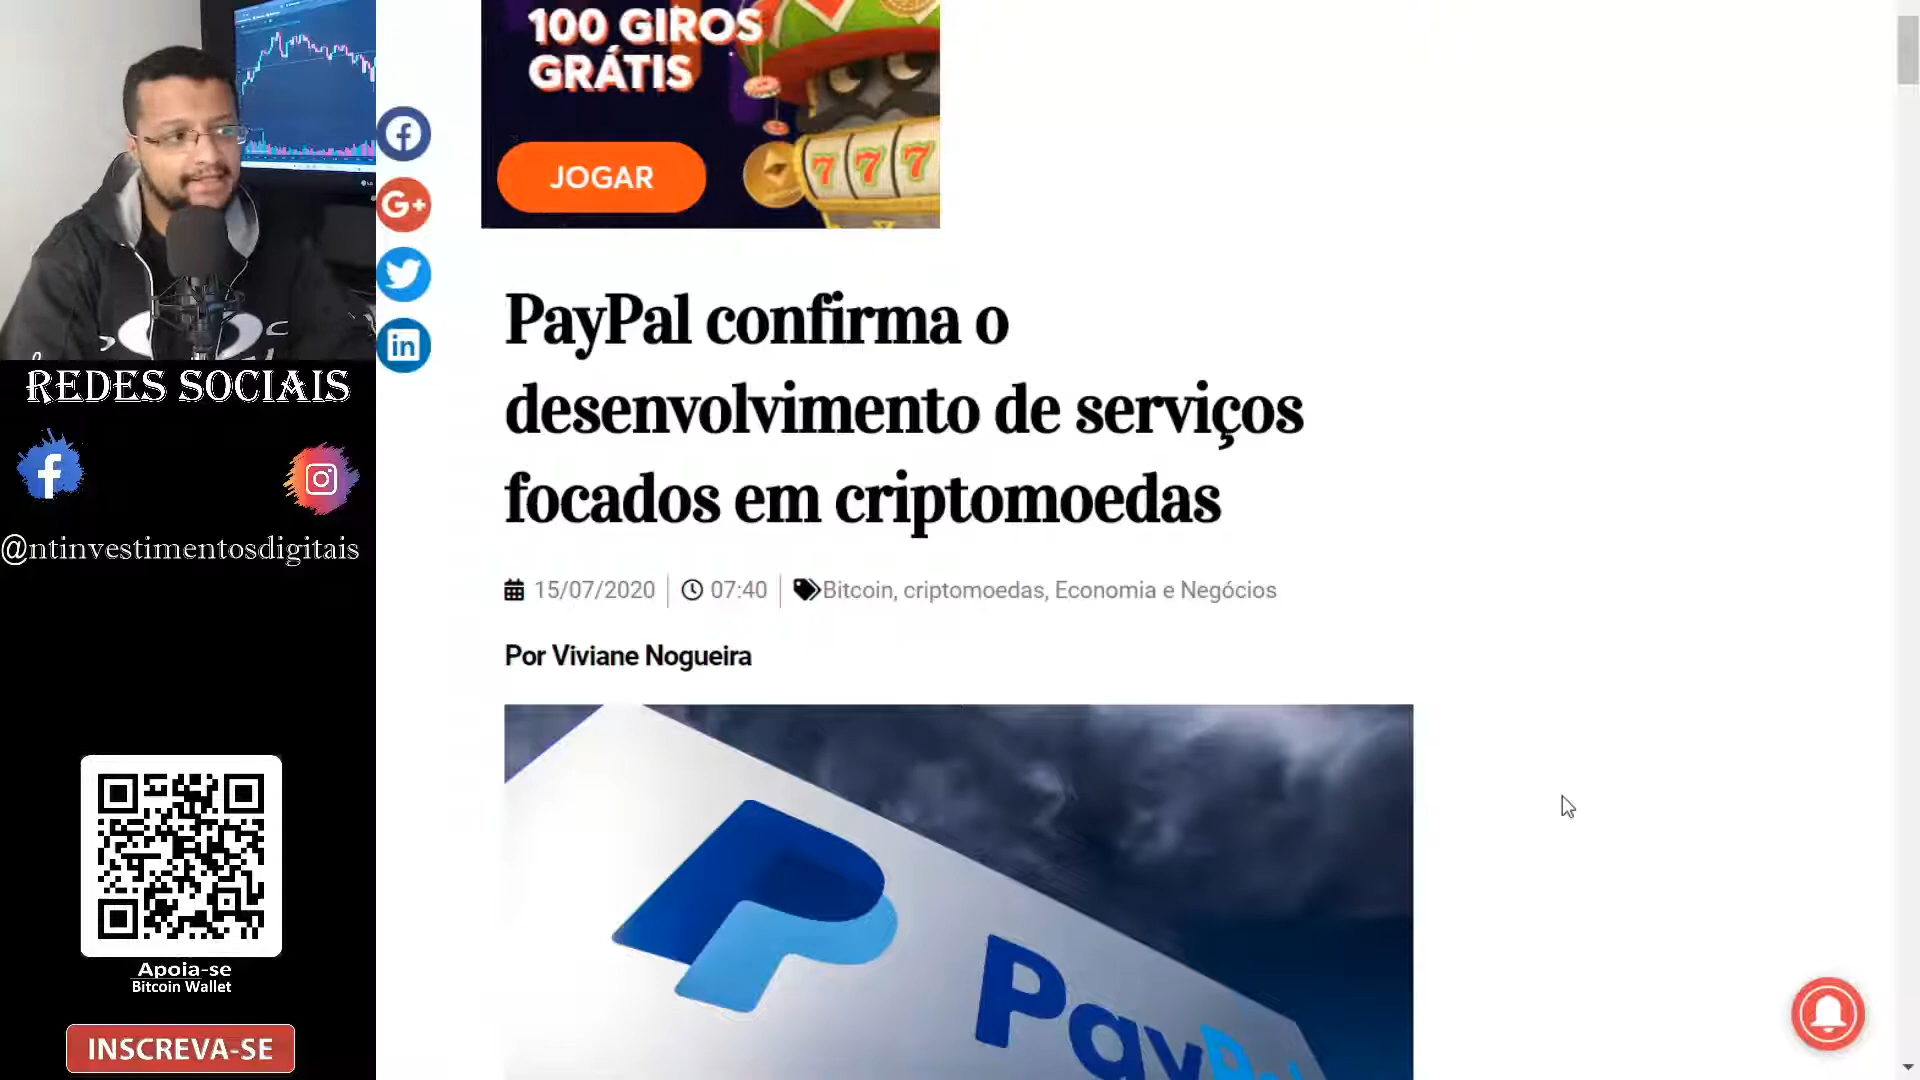 100 GIROS
GRÁTIS
JOGAR
777
PayPal confirma o
desenvolvimento de serviços
focados em criptomoedas
15/07/2020
07:40
Bitcoin, criptomoedas, Economia e Negócios
Por Viviane Nogueira
PayPal
REDES SOCIAIS
@ntinvestimentosdigitais
Apoia-se
Bitcoin Wallet
INSCREVA-SE